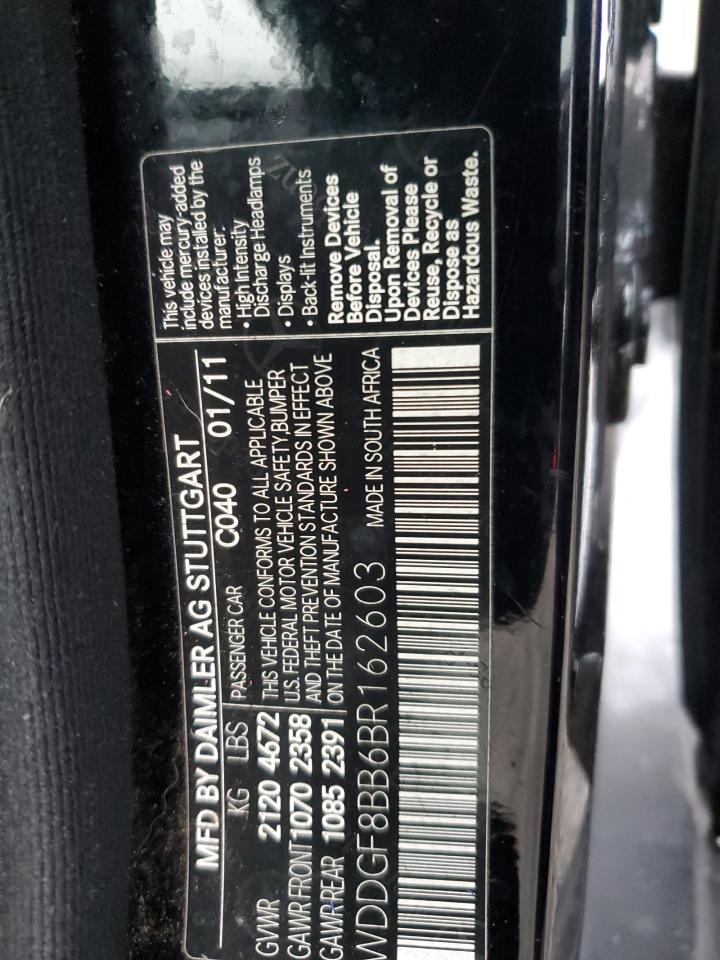 MFD BY DAIMLER AG STUTTGART
KG LBS PASSENGER CAR C040 01/11
GVWR 2120 4672
GAWR FRONT 1070 2358
GAWR REAR 1085 2391
THIS VEHICLE CONFORMS TO ALL APPLICABLE
U.S. FEDERAL MOTOR VEHICLE SAFETY, BUMPER
AND THEFT PREVENTION STANDARDS IN EFFECT
ON THE DATE OF MANUFACTURE SHOWN ABOVE
WDDGF8BB6BR162603 MADE IN SOUTH AFRICA
This vehicle may
include mercury-added
devices installed by the
manufacturer:
• High Intensity
Discharge Headlamps
• Displays
• Back-lit Instruments
Remove Devices
Before Vehicle
Disposal.
Upon Removal of
Devices Please
Reuse, Recycle or
Dispose as
Hazardous Waste.